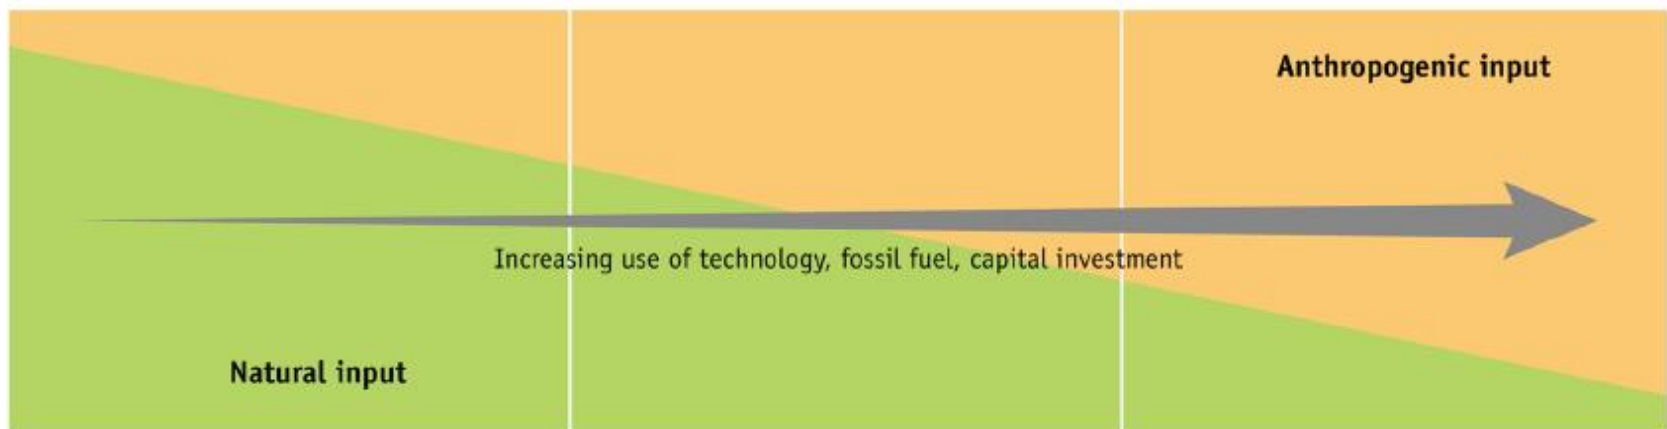 Anthropogenic input
Increasing use of technology, fossil fuel, capital investment
Natural input